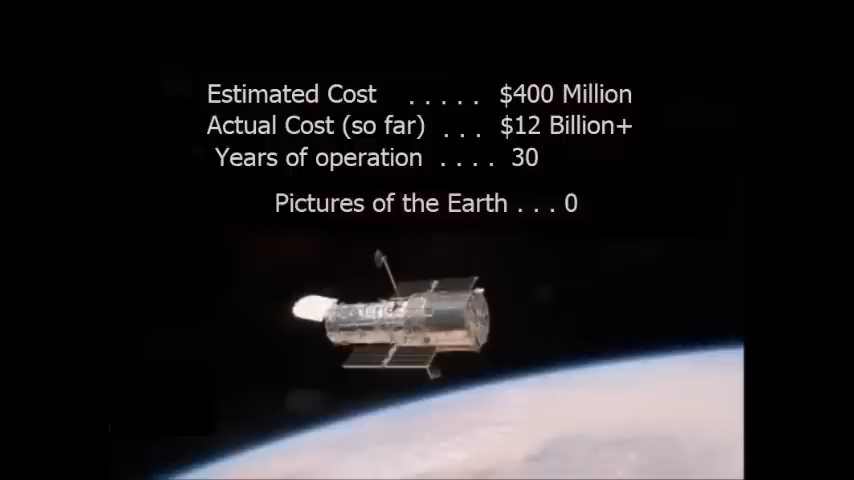 Estimated Cost ..... $400 Million
Actual Cost (so far) ... $12 Billion+
Years of operation .... 30
Pictures of the Earth ... 0